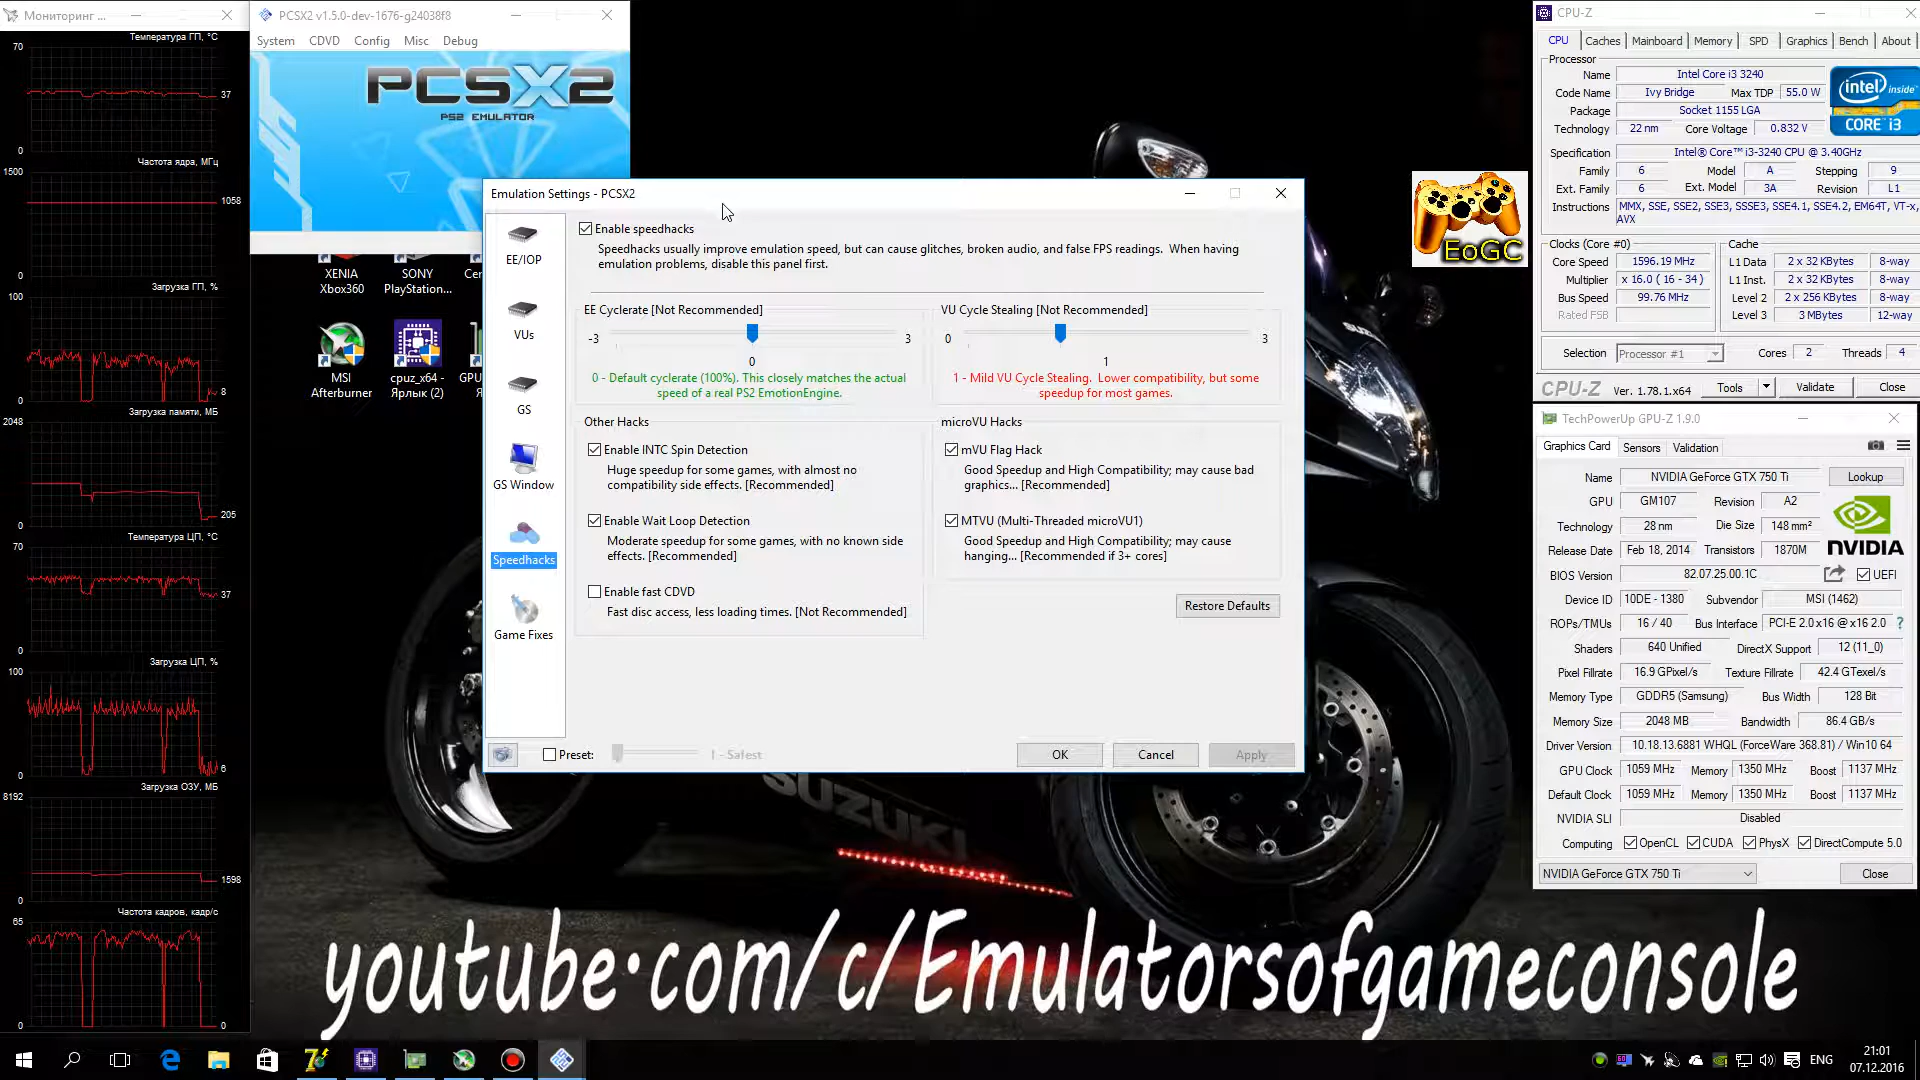 Мониторинг ...
Температура ГП, °C
70
37
0
Частота ядра, МГц
1500
1058
0
Загрузка ГП, %
100
8
0
Загрузка памяти, МБ
2048
205
0
Температура ЦП, °C
70
37
0
Загрузка ЦП, %
100
6
0
Загрузка ОЗУ, МБ
8192
1598
0
Частота кадров, кадр/с
65
0
0
PCSX2 v1.5.0-dev-1676-g24038f8
System CDVD Config Misc Debug
PCSX2
PS2 EMULATOR
XENIA
Xbox360
SONY
PlayStation...
MSI
Afterburner
cpuz_x64 -
Ярлык (2)
Emulation Settings - PCSX2
EE/IOP
VUs
GS
GS Window
Speedhacks
Game Fixes
Enable speedhacks
Speedhacks usually improve emulation speed, but can cause glitches, broken audio, and false FPS readings. When having
emulation problems, disable this panel first.
EE Cyclerate [Not Recommended]
-3 3
0
0 - Default cyclerate (100%). This closely matches the actual
speed of a real PS2 EmotionEngine.
VU Cycle Stealing [Not Recommended]
0 3
1
1 - Mild VU Cycle Stealing. Lower compatibility, but some
speedup for most games.
Other Hacks
Enable INTC Spin Detection
Huge speedup for some games, with almost no
compatibility side effects. [Recommended]
Enable Wait Loop Detection
Moderate speedup for some games, with no known side
effects. [Recommended]
Enable fast CDVD
Fast disc access, less loading times. [Not Recommended]
microVU Hacks
mVU Flag Hack
Good Speedup and High Compatibility; may cause bad
graphics... [Recommended]
MTVU (Multi-Threaded microVU1)
Good Speedup and High Compatibility; may cause
hanging... [Recommended if 3+ cores]
Restore Defaults
Preset: 1 - Safest
OK Cancel Apply
EoGC
SUZUKI
youtube.com/c/Emulatorsofgameconsole
CPU-Z
CPU Caches Mainboard Memory SPD Graphics Bench About
Processor
Name Intel Core i3 3240
Code Name Ivy Bridge Max TDP 55.0 W
Package Socket 1155 LGA
Technology 22 nm Core Voltage 0.832 V
intel inside™
CORE i3
Specification Intel® Core™ i3-3240 CPU @ 3.40GHz
Family 6 Model A Stepping 9
Ext. Family 6 Ext. Model 3A Revision L1
Instructions MMX, SSE, SSE2, SSE3, SSSE3, SSE4.1, SSE4.2, EM64T, VT-x,
AVX
Clocks (Core #0)
Core Speed 1596.19 MHz
Multiplier x 16.0 ( 16 - 34 )
Bus Speed 99.76 MHz
Rated FSB
Cache
L1 Data 2 x 32 KBytes 8-way
L1 Inst. 2 x 32 KBytes 8-way
Level 2 2 x 256 KBytes 8-way
Level 3 3 MBytes 12-way
Selection Processor #1 Cores 2 Threads 4
CPU-Z Ver. 1.78.1.x64 Tools Validate Close
TechPowerUp GPU-Z 1.9.0
Graphics Card Sensors Validation
Name NVIDIA GeForce GTX 750 Ti Lookup
GPU GM107 Revision A2
Technology 28 nm Die Size 148 mm²
Release Date Feb 18, 2014 Transistors 1870M
NVIDIA
BIOS Version 82.07.25.00.1C UEFI
Device ID 10DE - 1380 Subvendor MSI (1462)
ROPs/TMUs 16 / 40 Bus Interface PCI-E 2.0 x16 @ x16 2.0 ?
Shaders 640 Unified DirectX Support 12 (11_0)
Pixel Fillrate 16.9 GPixel/s Texture Fillrate 42.4 GTexel/s
Memory Type GDDR5 (Samsung) Bus Width 128 Bit
Memory Size 2048 MB Bandwidth 86.4 GB/s
Driver Version 10.18.13.6881 WHQL (ForceWare 368.81) / Win10 64
GPU Clock 1059 MHz Memory 1350 MHz Boost 1137 MHz
Default Clock 1059 MHz Memory 1350 MHz Boost 1137 MHz
NVIDIA SLI Disabled
Computing OpenCL CUDA PhysX DirectCompute 5.0
NVIDIA GeForce GTX 750 Ti Close
ENG
21:01
07.12.2016